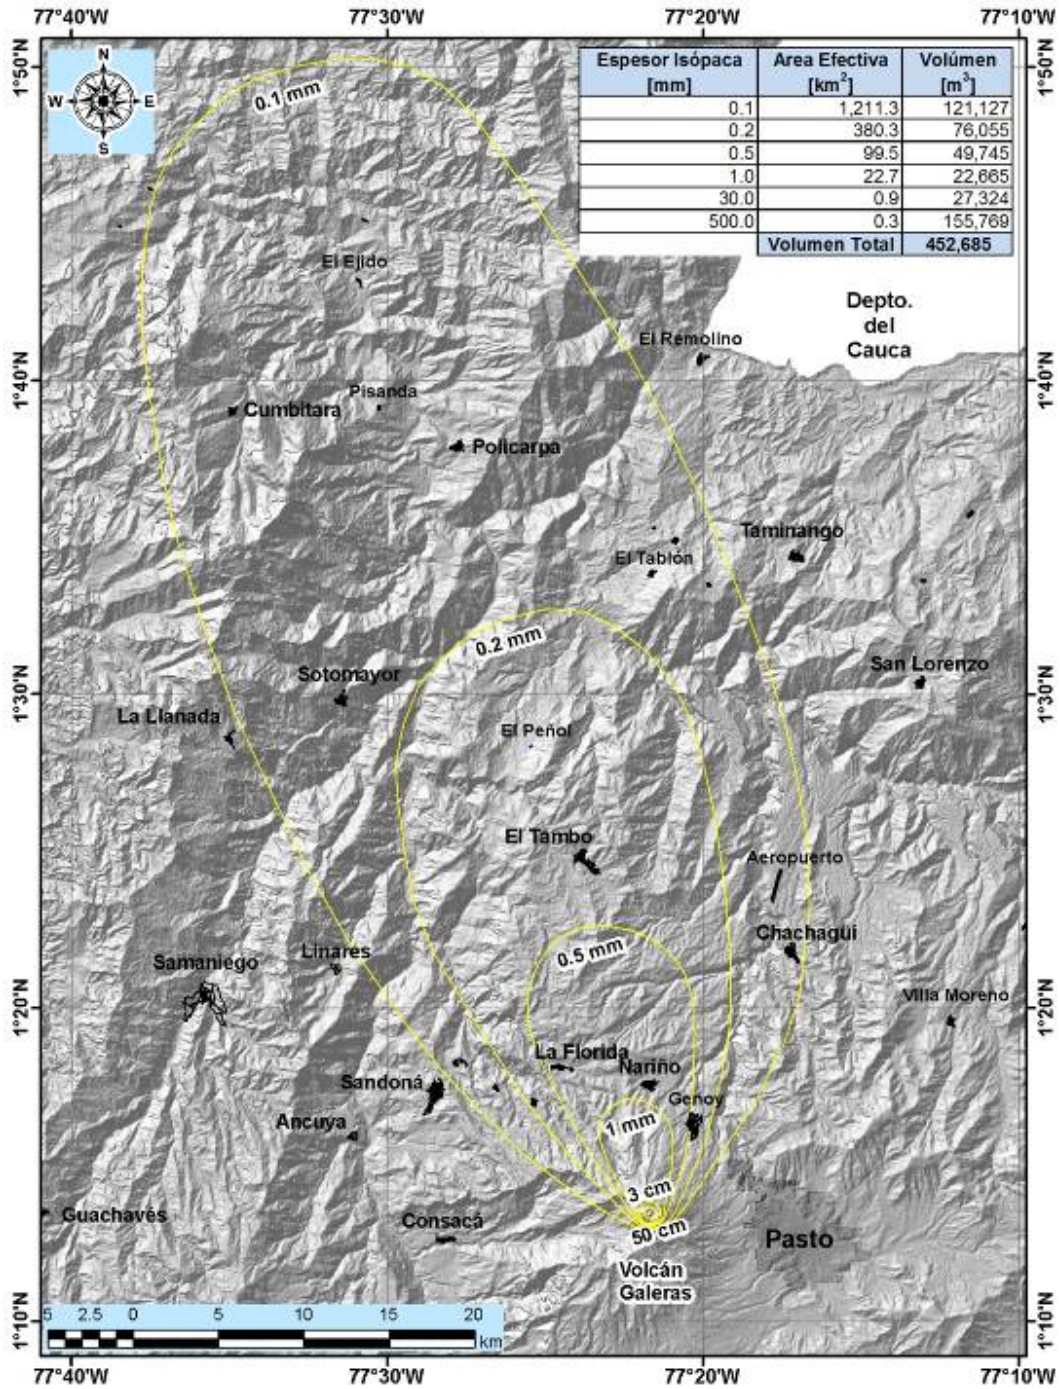 77°40'W 77°30'W 77°20'W 77°10'W
1°50'N 1°50'N
N
W E
S
0.1 mm
Espesor Isópaca [mm] Area Efectiva [km²] Volúmen [m³]
0.1 1,211.3 121,127
0.2 380.3 76,055
0.5 99.5 49,745
1.0 22.7 22,665
30.0 0.9 27,324
500.0 0.3 155,769
Volumen Total 452,685
El Ejido
Depto.
del
Cauca
El Remolino
1°40'N 1°40'N
Pisanda
Cumbitara
Policarpa
Taminango
El Tablón
0.2 mm
San Lorenzo
Sotomayor
1°30'N 1°30'N
La Llanada
El Peñol
El Tambo
Aeropuerto
Chachagüi
0.5 mm
Linares
Samaniego
Villa Moreno
1°20'N 1°20'N
La Florida
Nariño
Sandoná
Genoy
Ancuya
1 mm
3 cm
Guachavés
Consacá
50 cm
Pasto
Volcán
Galeras
1°10'N 1°10'N
5 2.5 0 5 10 15 20
km
77°40'W 77°30'W 77°20'W 77°10'W